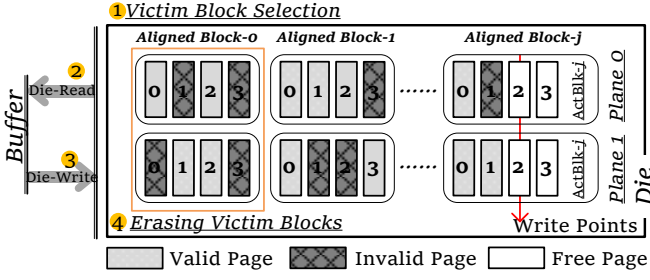 1 Victim Block Selection
Aligned Block-0 Aligned Block-1 Aligned Block-j
0 1 2 3 0 1 2 3 ...... 0 1 2 3 ActBlk-j Plane 0
2
Die-Read
Buffer
3
Die-Write
0 1 2 3 0 1 2 3 ...... 0 1 2 3 ActBlk-j Plane 1
Die
4 Erasing Victim Blocks Write Points
Valid Page Invalid Page Free Page